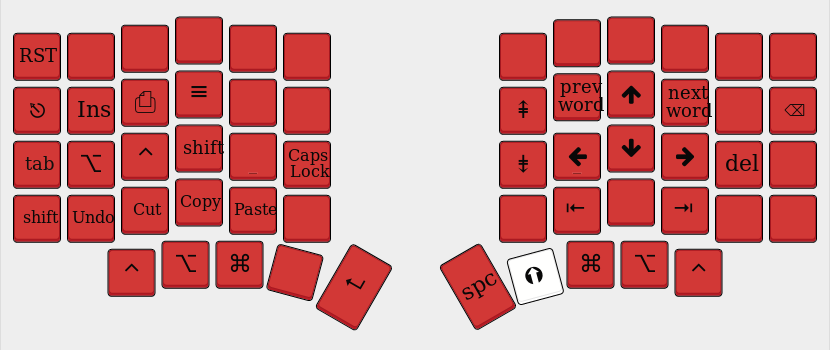 RST
Ins
prev
word
next
word
tab
shift
Caps
Lock
del
shift
Undo
Cut
Copy
Paste
spc